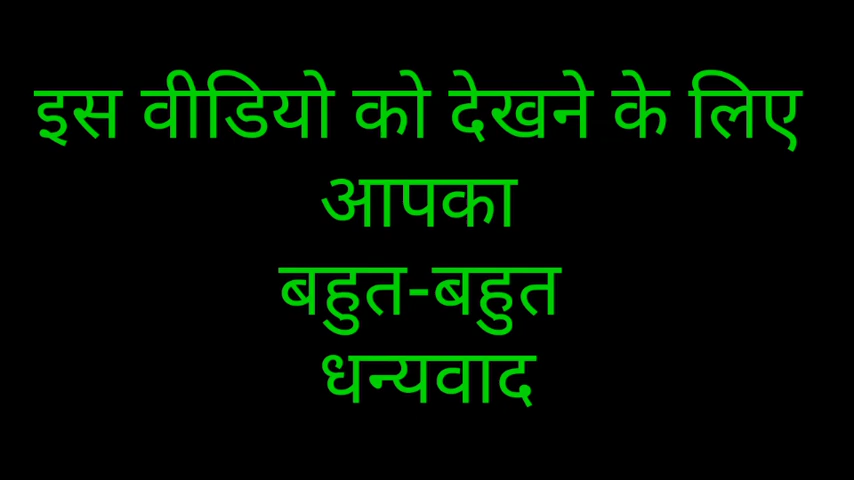 इस वीडियो को देखने के लिए
आपका
बहुत-बहुत
धन्यवाद